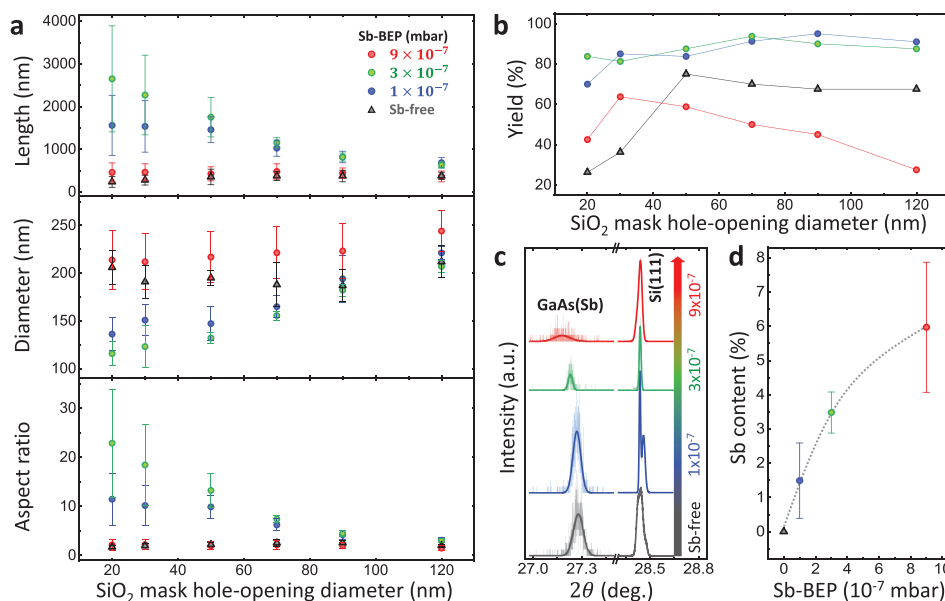 a
Sb-BEP (mbar)
9 × 10⁻⁷
3 × 10⁻⁷
1 × 10⁻⁷
Sb-free
Length (nm)
4000
3000
2000
1000
0
Diameter (nm)
250
200
150
100
Aspect ratio
30
20
10
0
20 40 60 80 100 120
SiO₂ mask hole-opening diameter (nm)
b
Yield (%)
100
80
60
40
20
20 40 60 80 100 120
SiO₂ mask hole-opening diameter (nm)
c
GaAs(Sb)
Si(111)
Intensity (a.u.)
9x10⁻⁷
3x10⁻⁷
1x10⁻⁷
Sb-free
27.0 27.3 28.5 28.8
2θ (deg.)
d
Sb content (%)
8
7
6
5
4
3
2
1
0
0 2 4 6 8 10
Sb-BEP (10⁻⁷ mbar)